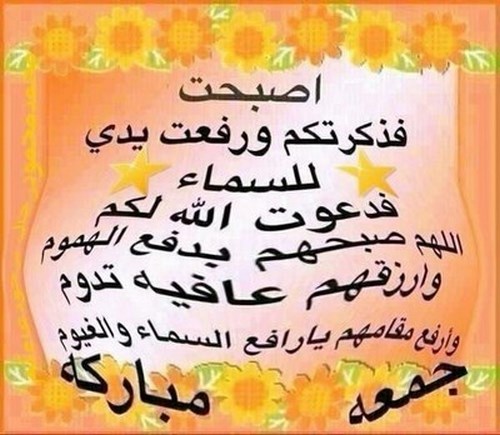 اصبحت
فذكرتكم ورفعت يدي
للسماء
فدعوت الله لكم
اللهم صبحهم بدفع الهموم
وارزقهم عافيه تدوم
وأرفع مقامهم يارافع السماء والغيوم
جمعه مباركه